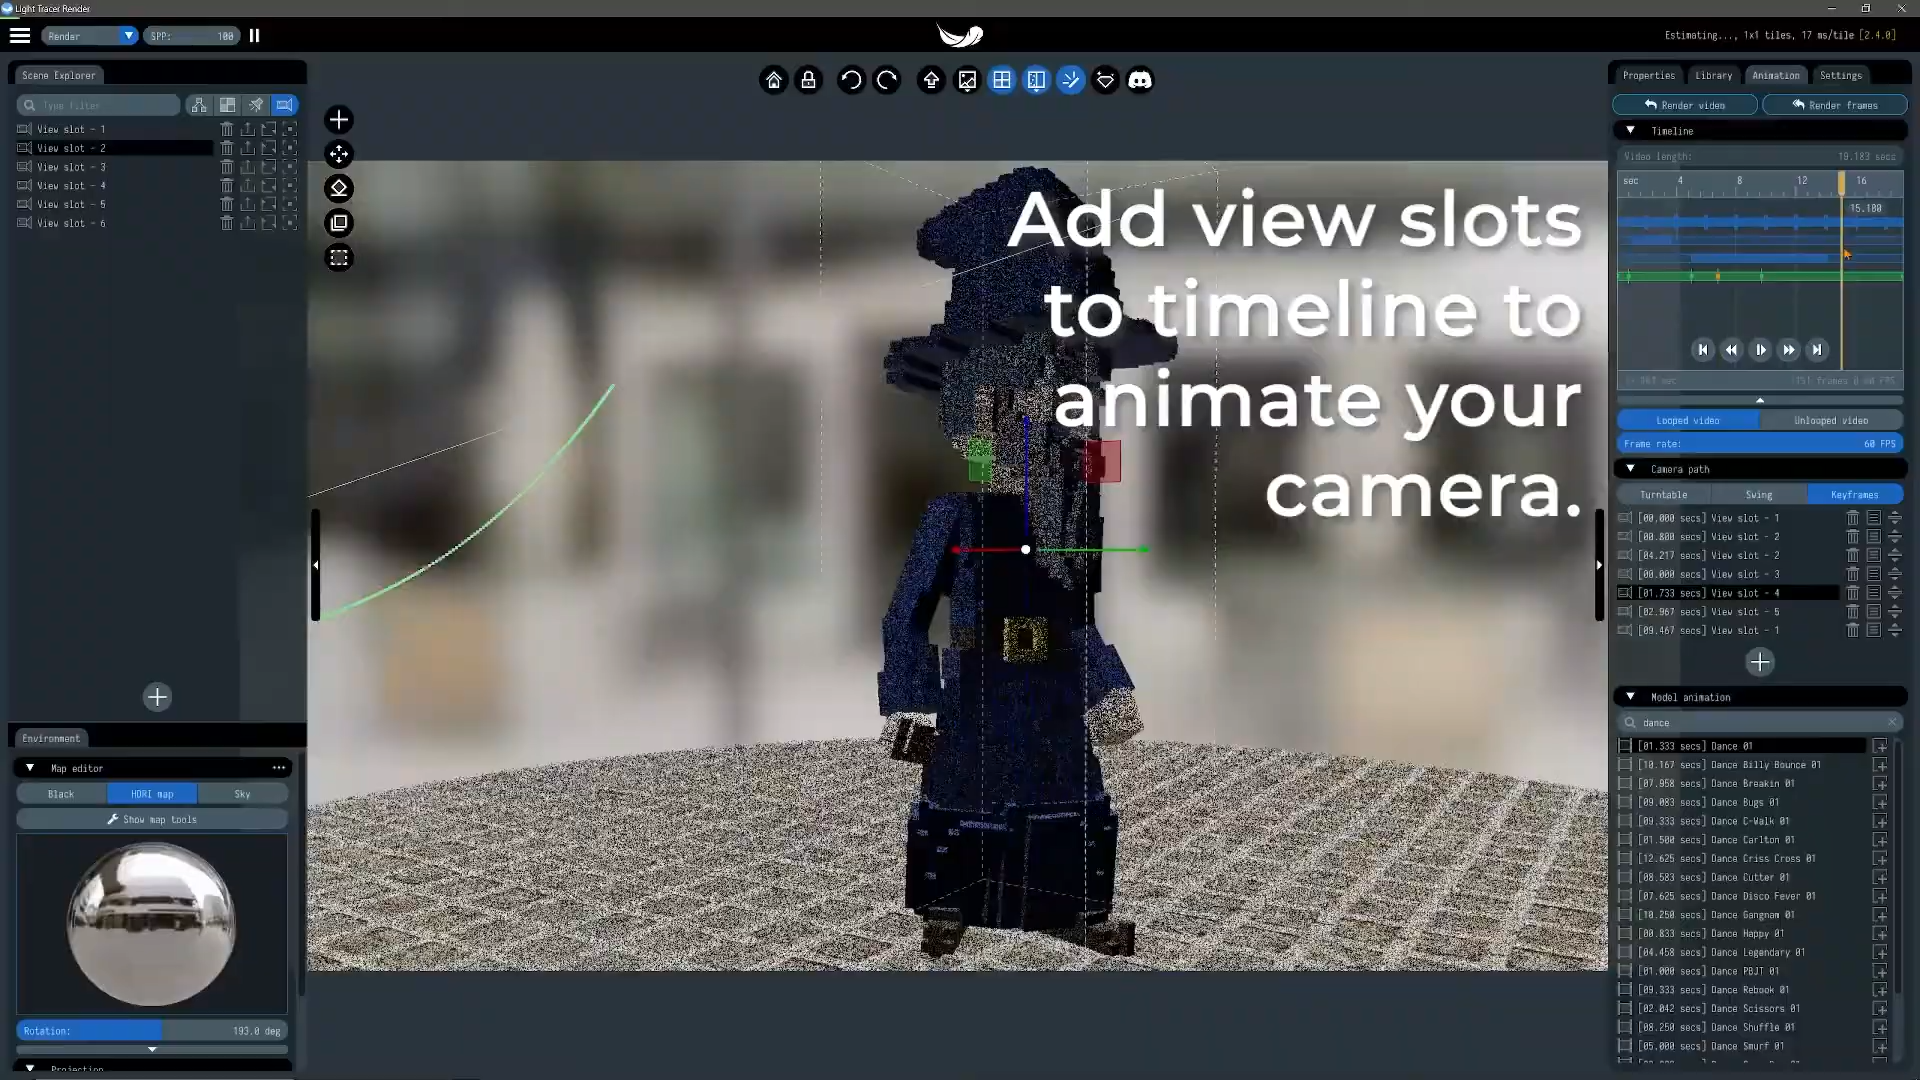 Light Tracer Render
Render
SPP: 100
Estimating..., 1x1 tiles, 17 ms/tile [2.4.0]
Scene Explorer
Type filter
View slot - 1
View slot - 2
View slot - 3
View slot - 4
View slot - 5
View slot - 6
Add view slots
to timeline to
animate your
camera.
Environment
Map editor
Black
HDRI map
Sky
Show map tools
Rotation: 193.0 deg
Projection
Properties
Library
Animation
Settings
Render video
Render frames
Timeline
Video length: 19.183 secs
sec 4 8 12 16
15.100
Looped video
Unlooped video
Frame rate: 60 FPS
Camera path
Turntable
Swing
Keyframes
[00.000 secs] View slot - 1
[00.800 secs] View slot - 2
[04.217 secs] View slot - 2
[00.000 secs] View slot - 3
[01.733 secs] View slot - 4
[02.967 secs] View slot - 5
[09.467 secs] View slot - 1
Model animation
dance
[01.333 secs] Dance 01
[10.167 secs] Dance Billy Bounce 01
[07.958 secs] Dance Breakin 01
[09.083 secs] Dance Bugs 01
[09.333 secs] Dance C-Walk 01
[01.500 secs] Dance Carlton 01
[12.625 secs] Dance Criss Cross 01
[08.583 secs] Dance Cutter 01
[07.625 secs] Dance Disco Fever 01
[10.250 secs] Dance Gangnam 01
[00.833 secs] Dance Happy 01
[04.458 secs] Dance Legendary 01
[01.000 secs] Dance PBJT 01
[09.333 secs] Dance Rebook 01
[02.042 secs] Dance Scissors 01
[08.250 secs] Dance Shuffle 01
[05.000 secs] Dance Smurf 01